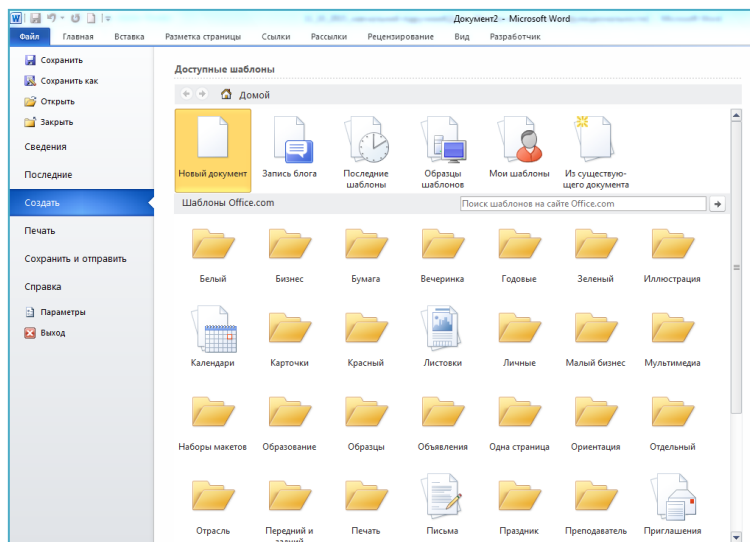 Документ2 - Microsoft Word
Файл Главная Вставка Разметка страницы Ссылки Рассылки Рецензирование Вид Разработчик
Сохранить
Сохранить как
Открыть
Закрыть
Сведения
Последние
Создать
Печать
Сохранить и отправить
Справка
Параметры
Выход
Доступные шаблоны
Домой
Новый документ Запись блога Последние шаблоны Образцы шаблонов Мои шаблоны Из существую-щего документа
Шаблоны Office.com Поиск шаблонов на сайте Office.com
Белый Бизнес Бумага Вечеринка Годовые Зеленый Иллюстрация
Календари Карточки Красный Листовки Личные Малый бизнес Мультимедиа
Наборы макетов Образование Образцы Объявления Одна страница Ориентация Отдельный
Отрасль Передний и задний Печать Письма Праздник Преподаватель Приглашения